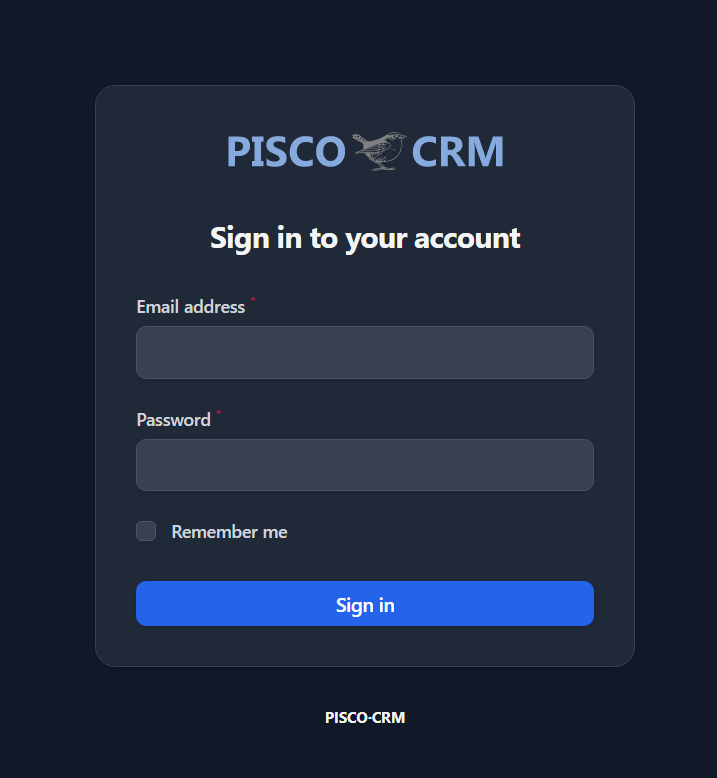 PISCO CRM
Sign in to your account
Email address *
Password *
Remember me
Sign in
PISCO-CRM